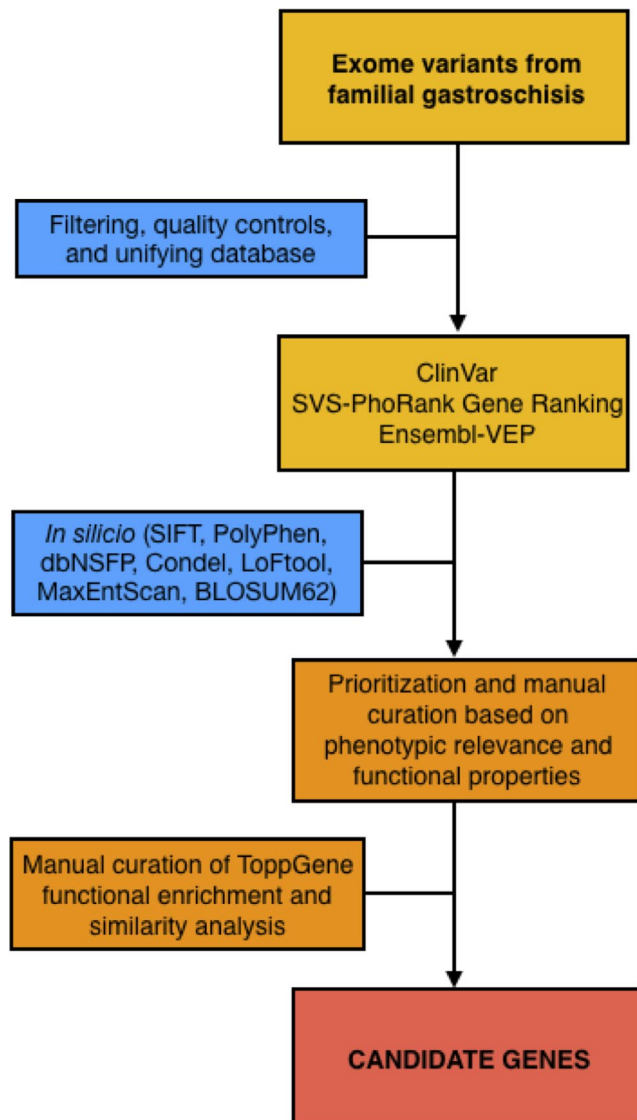 Exome variants from
familial gastroschisis
Filtering, quality controls,
and unifying database
ClinVar
SVS-PhoRank Gene Ranking
Ensembl-VEP
In silicio (SIFT, PolyPhen,
dbNSFP, Condel, LoFtool,
MaxEntScan, BLOSUM62)
Prioritization and manual
curation based on
phenotypic relevance and
functional properties
Manual curation of ToppGene
functional enrichment and
similarity analysis
CANDIDATE GENES